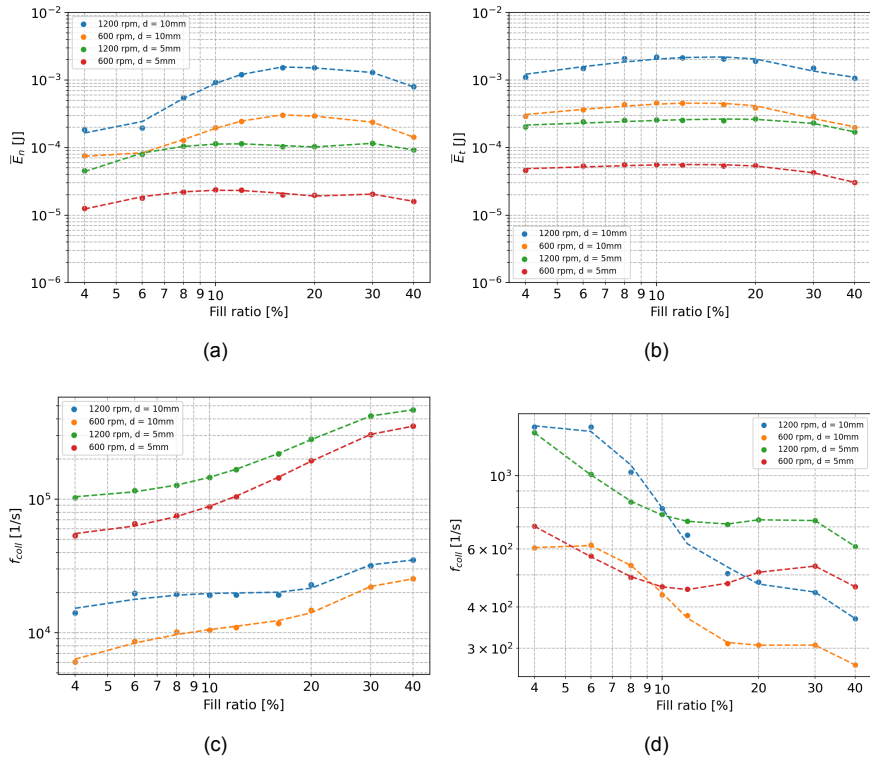 10⁻²
10⁻³
10⁻⁴
10⁻⁵
10⁻⁶
E̅ₙ [J]
1200 rpm, d = 10mm
600 rpm, d = 10mm
1200 rpm, d = 5mm
600 rpm, d = 5mm
4 5 6 7 8 9 10 20 30 40
Fill ratio [%]
(a)
10⁻²
10⁻³
10⁻⁴
10⁻⁵
10⁻⁶
E̅ₜ [J]
1200 rpm, d = 10mm
600 rpm, d = 10mm
1200 rpm, d = 5mm
600 rpm, d = 5mm
4 5 6 7 8 9 10 20 30 40
Fill ratio [%]
(b)
10⁵
10⁴
f_coll [1/s]
1200 rpm, d = 10mm
600 rpm, d = 10mm
1200 rpm, d = 5mm
600 rpm, d = 5mm
4 5 6 7 8 9 10 20 30 40
Fill ratio [%]
(c)
10³
6 × 10²
4 × 10²
3 × 10²
f_coll [1/s]
1200 rpm, d = 10mm
600 rpm, d = 10mm
1200 rpm, d = 5mm
600 rpm, d = 5mm
4 5 6 7 8 9 10 20 30 40
Fill ratio [%]
(d)